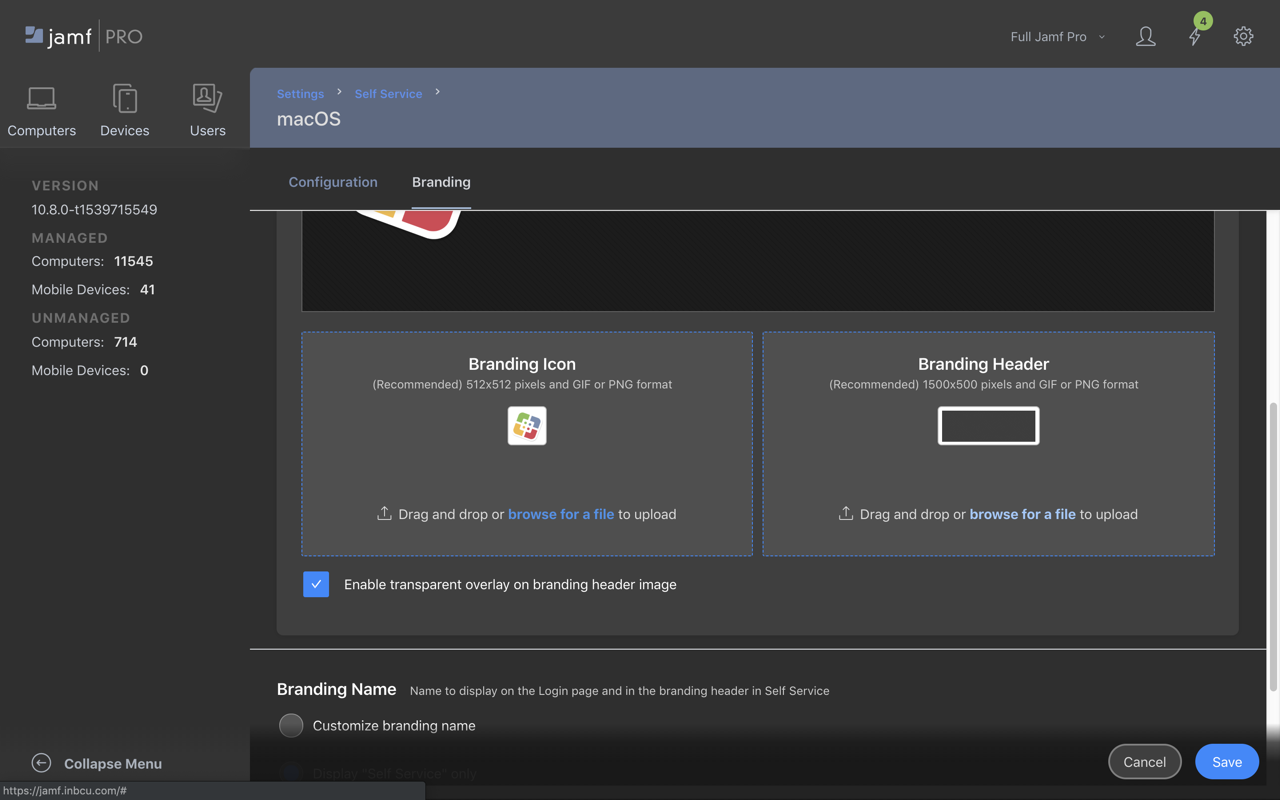 jamf PRO
Full Jamf Pro
4
Computers
Devices
Users
Settings
Self Service
macOS
Configuration
Branding
VERSION
10.8.0-t1539715549
MANAGED
Computers: 11545
Mobile Devices: 41
UNMANAGED
Computers: 714
Mobile Devices: 0
Branding Icon
(Recommended) 512x512 pixels and GIF or PNG format
Drag and drop or browse for a file to upload
Branding Header
(Recommended) 1500x500 pixels and GIF or PNG format
Drag and drop or browse for a file to upload
Enable transparent overlay on branding header image
Branding Name Name to display on the Login page and in the branding header in Self Service
Customize branding name
Display "Self Service" only
Cancel
Save
Collapse Menu
https://jamf.inbcu.com/#